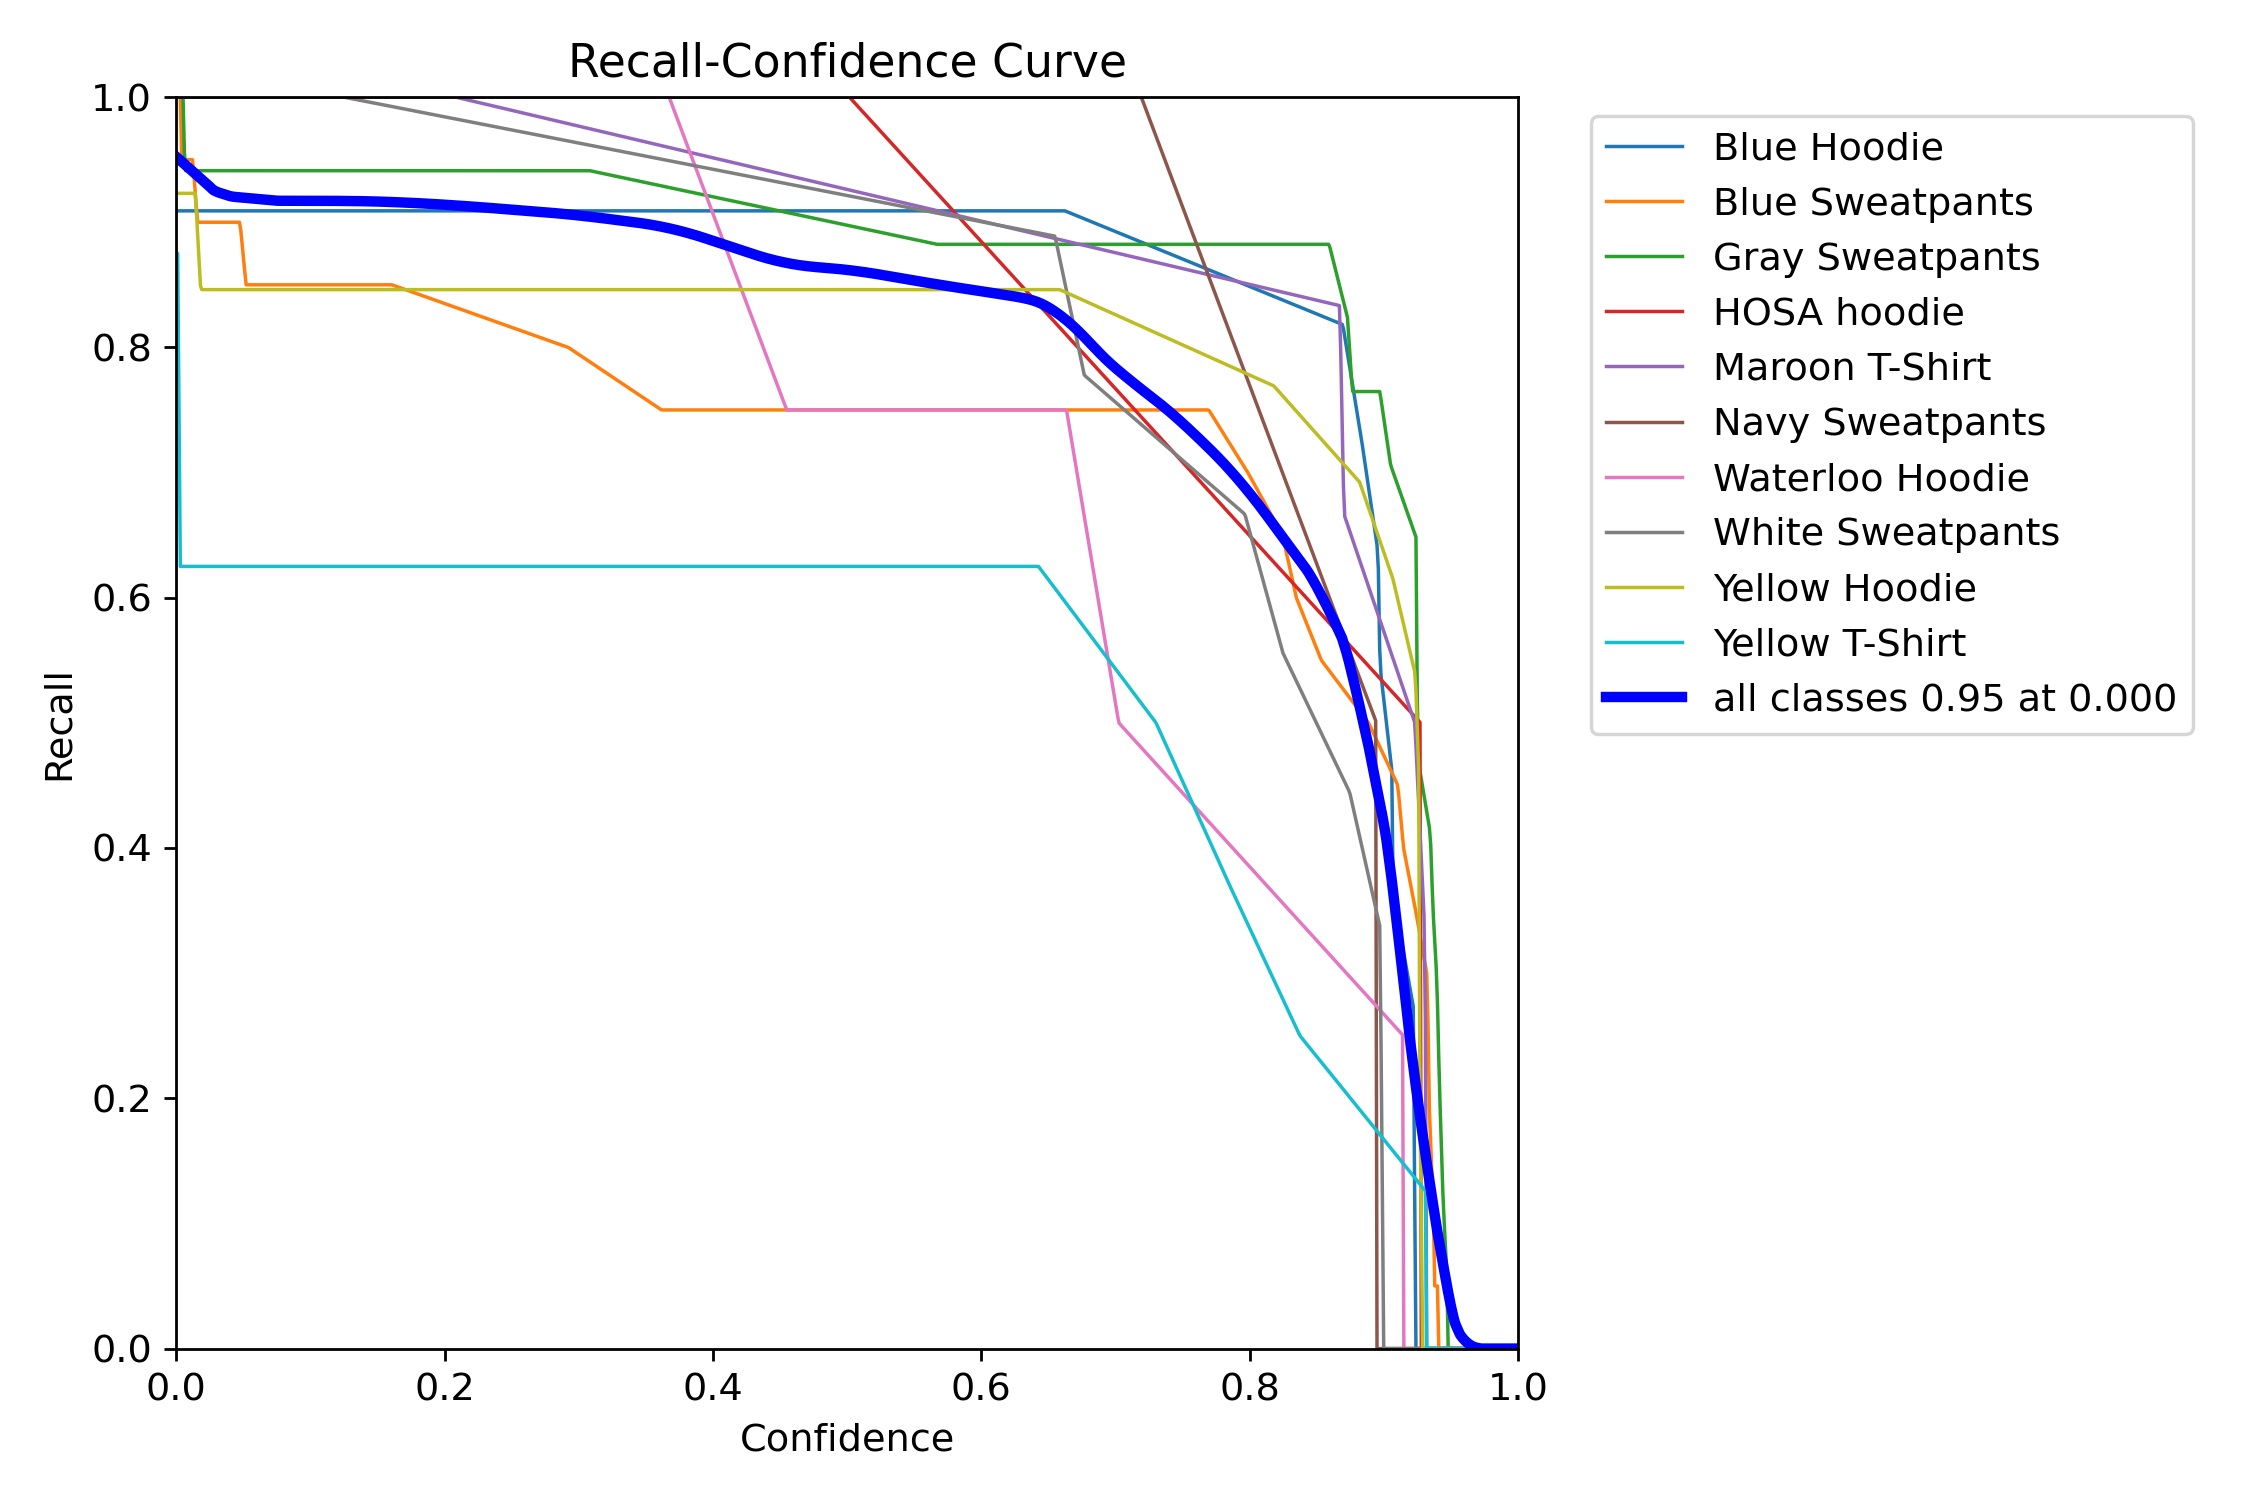 Recall-Confidence Curve
1.0
0.8
0.6
0.4
0.2
0.0
Recall
0.0 0.2 0.4 0.6 0.8 1.0
Confidence
Blue Hoodie
Blue Sweatpants
Gray Sweatpants
HOSA hoodie
Maroon T-Shirt
Navy Sweatpants
Waterloo Hoodie
White Sweatpants
Yellow Hoodie
Yellow T-Shirt
all classes 0.95 at 0.000